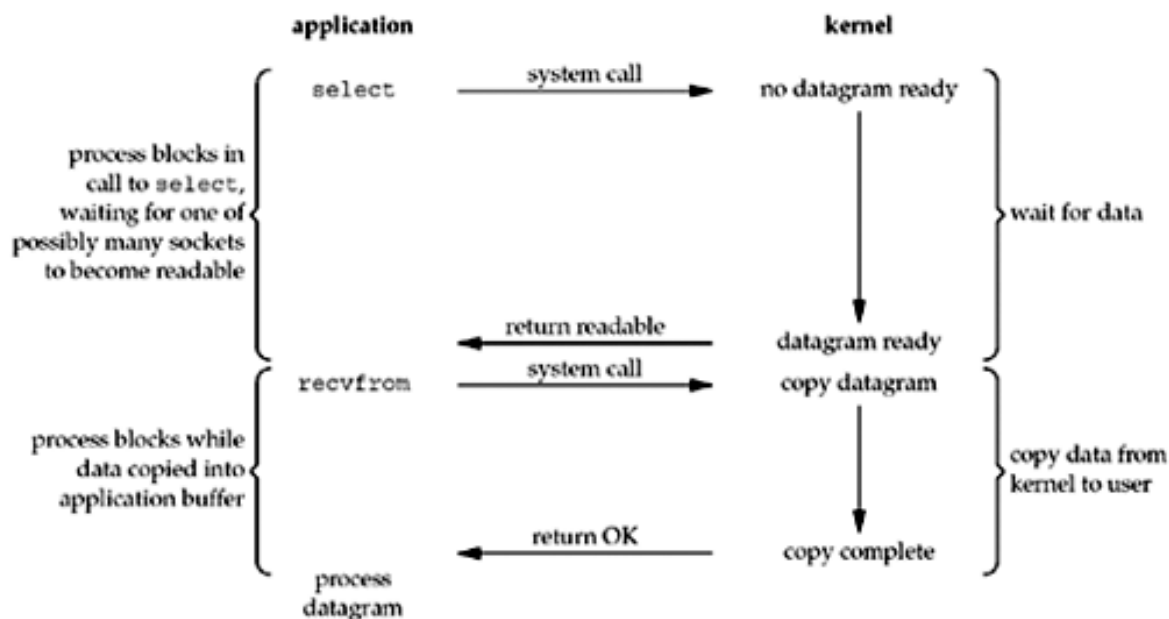 application
kernel
select
system call
no datagram ready
process blocks in
call to select,
waiting for one of
possibly many sockets
to become readable
wait for data
return readable
datagram ready
recvfrom
system call
copy datagram
process blocks while
data copied into
application buffer
copy data from
kernel to user
return OK
copy complete
process
datagram